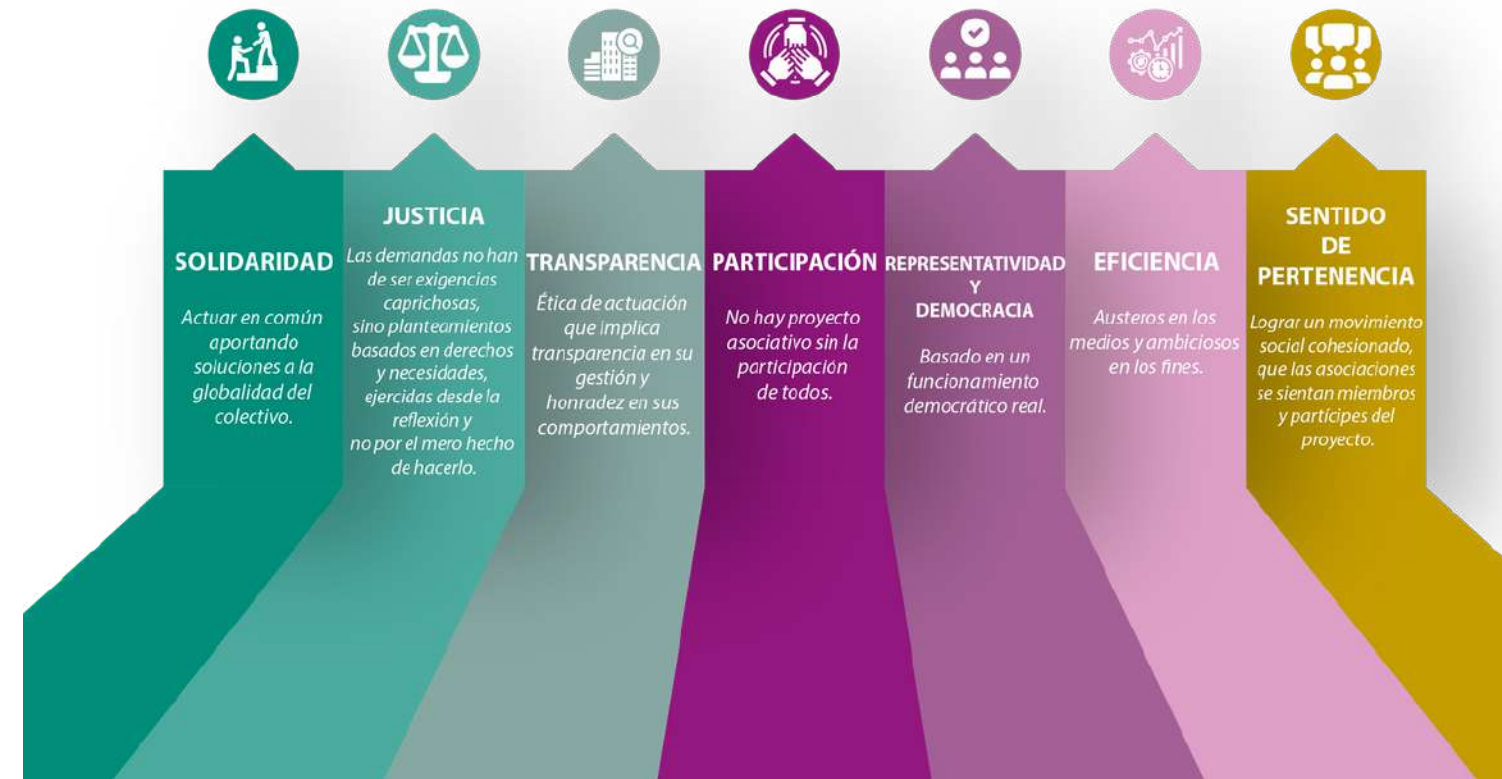 SOLIDARIDAD
Actuar en común
aportando
soluciones a la
globalidad del
colectivo.
JUSTICIA
Las demandas no han
de ser exigencias
caprichosas,
sino planteamientos
basados en derechos
y necesidades,
ejercidas desde la
reflexión y
no por el mero hecho
de hacerlo.
TRANSPARENCIA
Ética de actuación
que implica
transparencia en su
gestión y
honradez en sus
comportamientos.
PARTICIPACIÓN
No hay proyecto
asociativo sin la
participación
de todos.
REPRESENTATIVIDAD
Y
DEMOCRACIA
Basado en un
funcionamiento
democrático real.
EFICIENCIA
Austeros en los
medios y ambiciosos
en los fines.
SENTIDO
DE
PERTENENCIA
Lograr un movimiento
social cohesionado,
que las asociaciones
se sientan miembros
y partícipes del
proyecto.